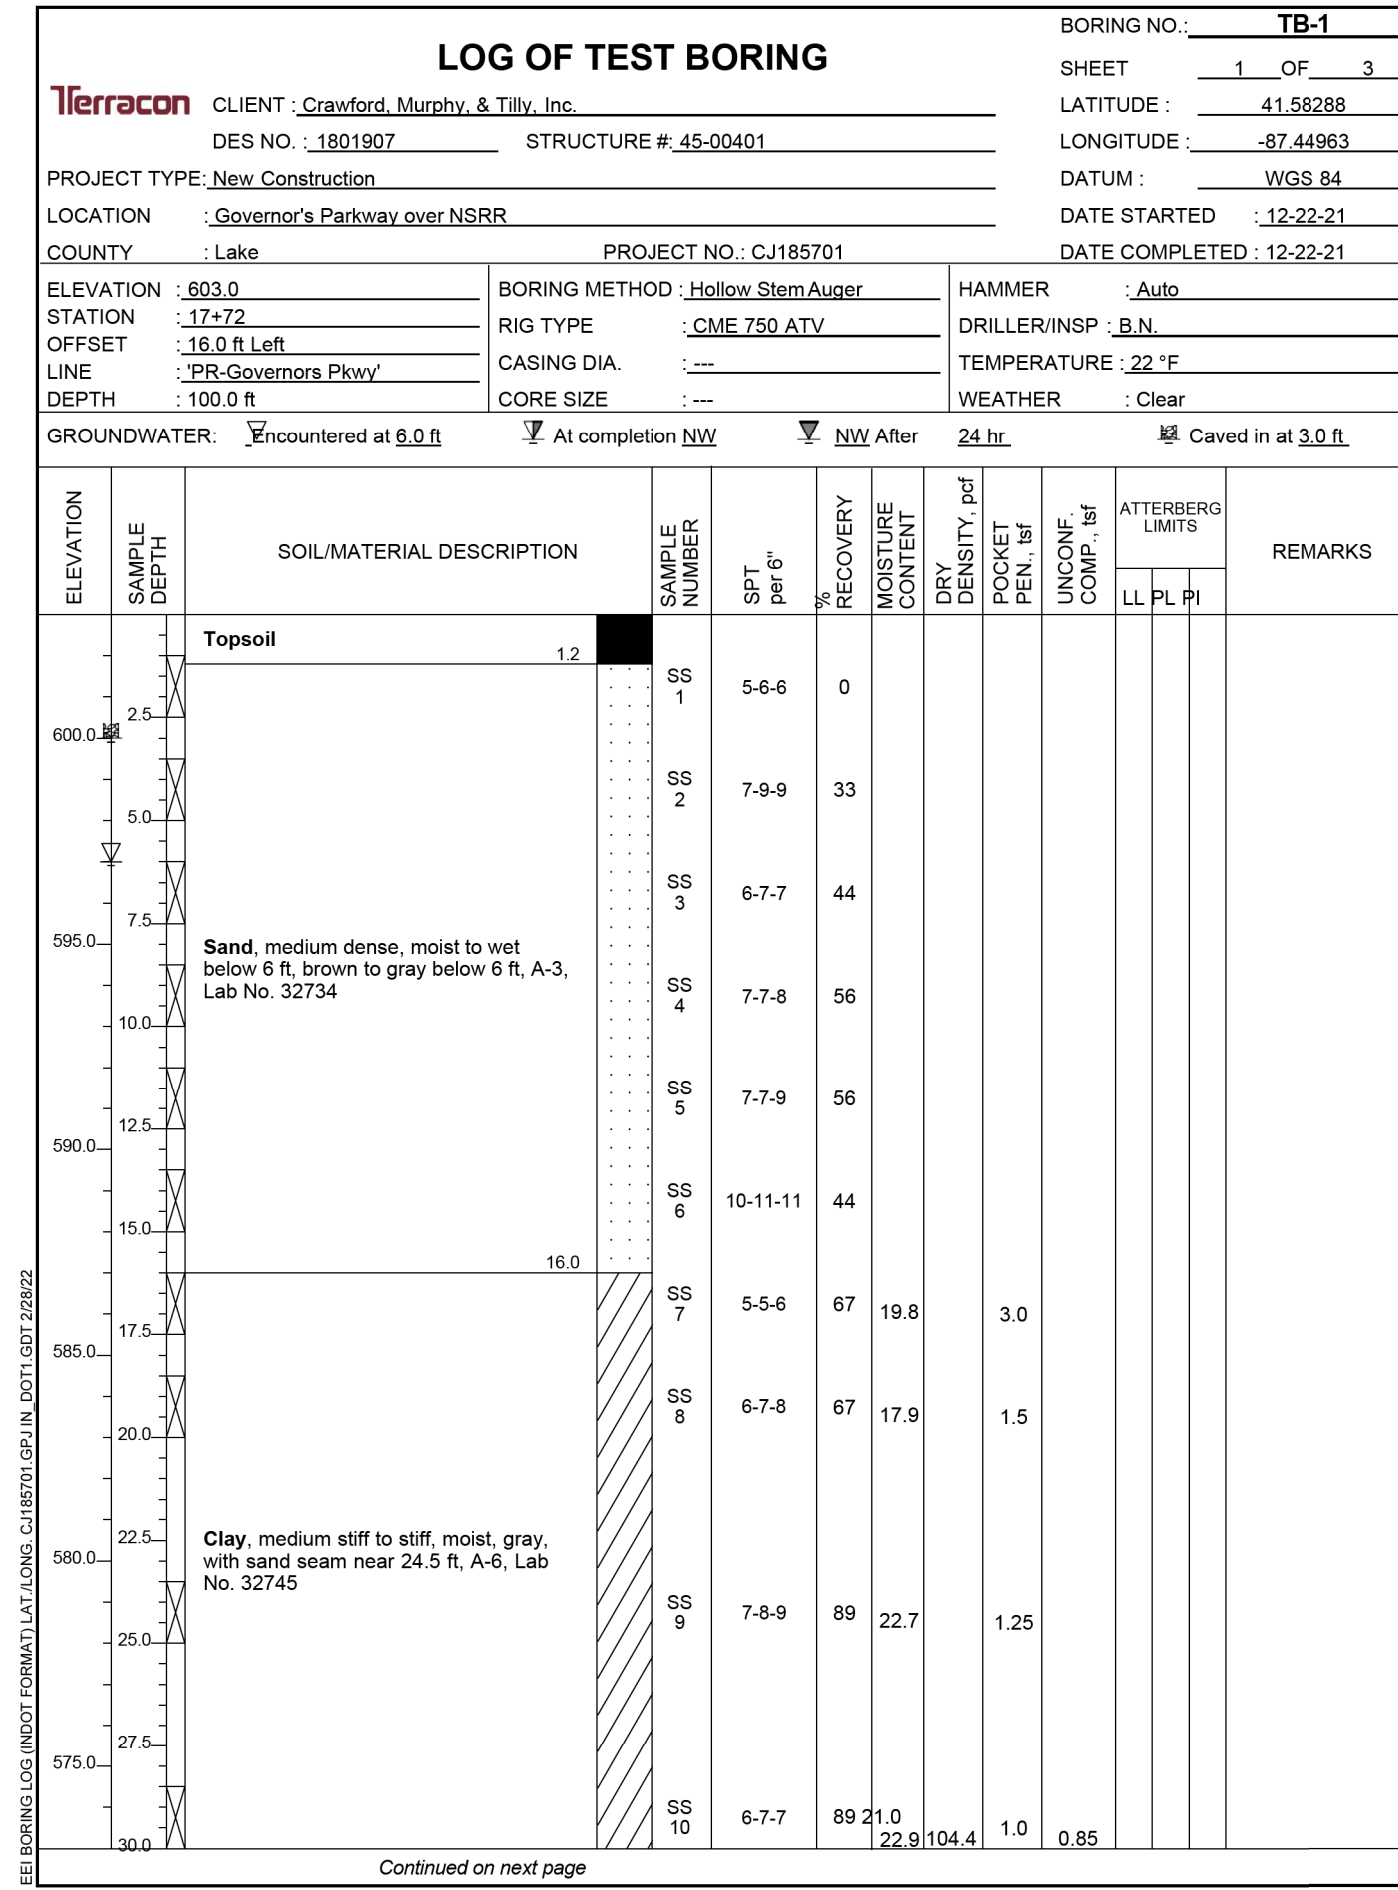 BORING NO.: TB-1
LOG OF TEST BORING
SHEET 1 OF 3
Terracon
CLIENT : Crawford, Murphy, & Tilly, Inc.
LATITUDE : 41.58288
DES NO. : 1801907 STRUCTURE #: 45-00401
LONGITUDE : -87.44963
PROJECT TYPE: New Construction
DATUM : WGS 84
LOCATION : Governor's Parkway over NSRR
DATE STARTED : 12-22-21
COUNTY : Lake PROJECT NO.: CJ185701
DATE COMPLETED : 12-22-21
ELEVATION : 603.0
STATION : 17+72
OFFSET : 16.0 ft Left
LINE : 'PR-Governors Pkwy'
DEPTH : 100.0 ft
BORING METHOD : Hollow Stem Auger
RIG TYPE : CME 750 ATV
CASING DIA. : ---
CORE SIZE : ---
HAMMER : Auto
DRILLER/INSP : B.N.
TEMPERATURE : 22 °F
WEATHER : Clear
GROUNDWATER: Encountered at 6.0 ft At completion NW NW After 24 hr Caved in at 3.0 ft
ELEVATION
SAMPLE
DEPTH
SOIL/MATERIAL DESCRIPTION
SAMPLE
NUMBER
SPT
per 6"
%
RECOVERY
MOISTURE
CONTENT
DRY
DENSITY, pcf
POCKET
PEN., tsf
UNCONF.
COMP., tsf
ATTERBERG
LIMITS
LL PL PI
REMARKS
Topsoil
1.2
SS
1 5-6-6 0
2.5
600.0
SS
2 7-9-9 33
5.0
SS
3 6-7-7 44
7.5
595.0
Sand, medium dense, moist to wet
below 6 ft, brown to gray below 6 ft, A-3,
Lab No. 32734
SS
4 7-7-8 56
10.0
SS
5 7-7-9 56
12.5
590.0
SS
6 10-11-11 44
15.0
16.0
SS
7 5-5-6 67 19.8 3.0
17.5
585.0
SS
8 6-7-8 67 17.9 1.5
20.0
22.5
580.0
Clay, medium stiff to stiff, moist, gray,
with sand seam near 24.5 ft, A-6, Lab
No. 32745
SS
9 7-8-9 89 22.7 1.25
25.0
27.5
575.0
SS
10 6-7-7 89 21.0 1.0
30.0 22.9 104.4 0.85
Continued on next page
EEI BORING LOG (INDOT FORMAT) LAT./LONG. CJ185701.GPJ IN_DOT1.GDT 2/28/22